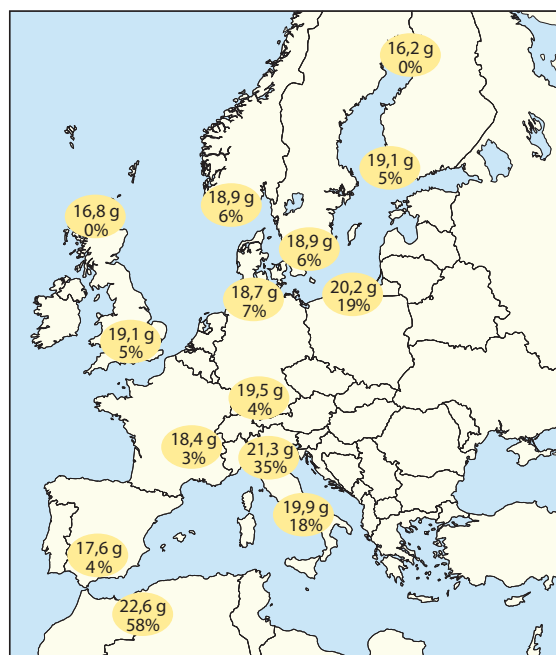 16,2 g
0%
19,1 g
5%
18,9 g
6%
16,8 g
0%
18,9 g
6%
18,7 g
7%
20,2 g
19%
19,1 g
5%
19,5 g
4%
18,4 g
3%
21,3 g
35%
19,9 g
18%
17,6 g
4%
22,6 g
58%